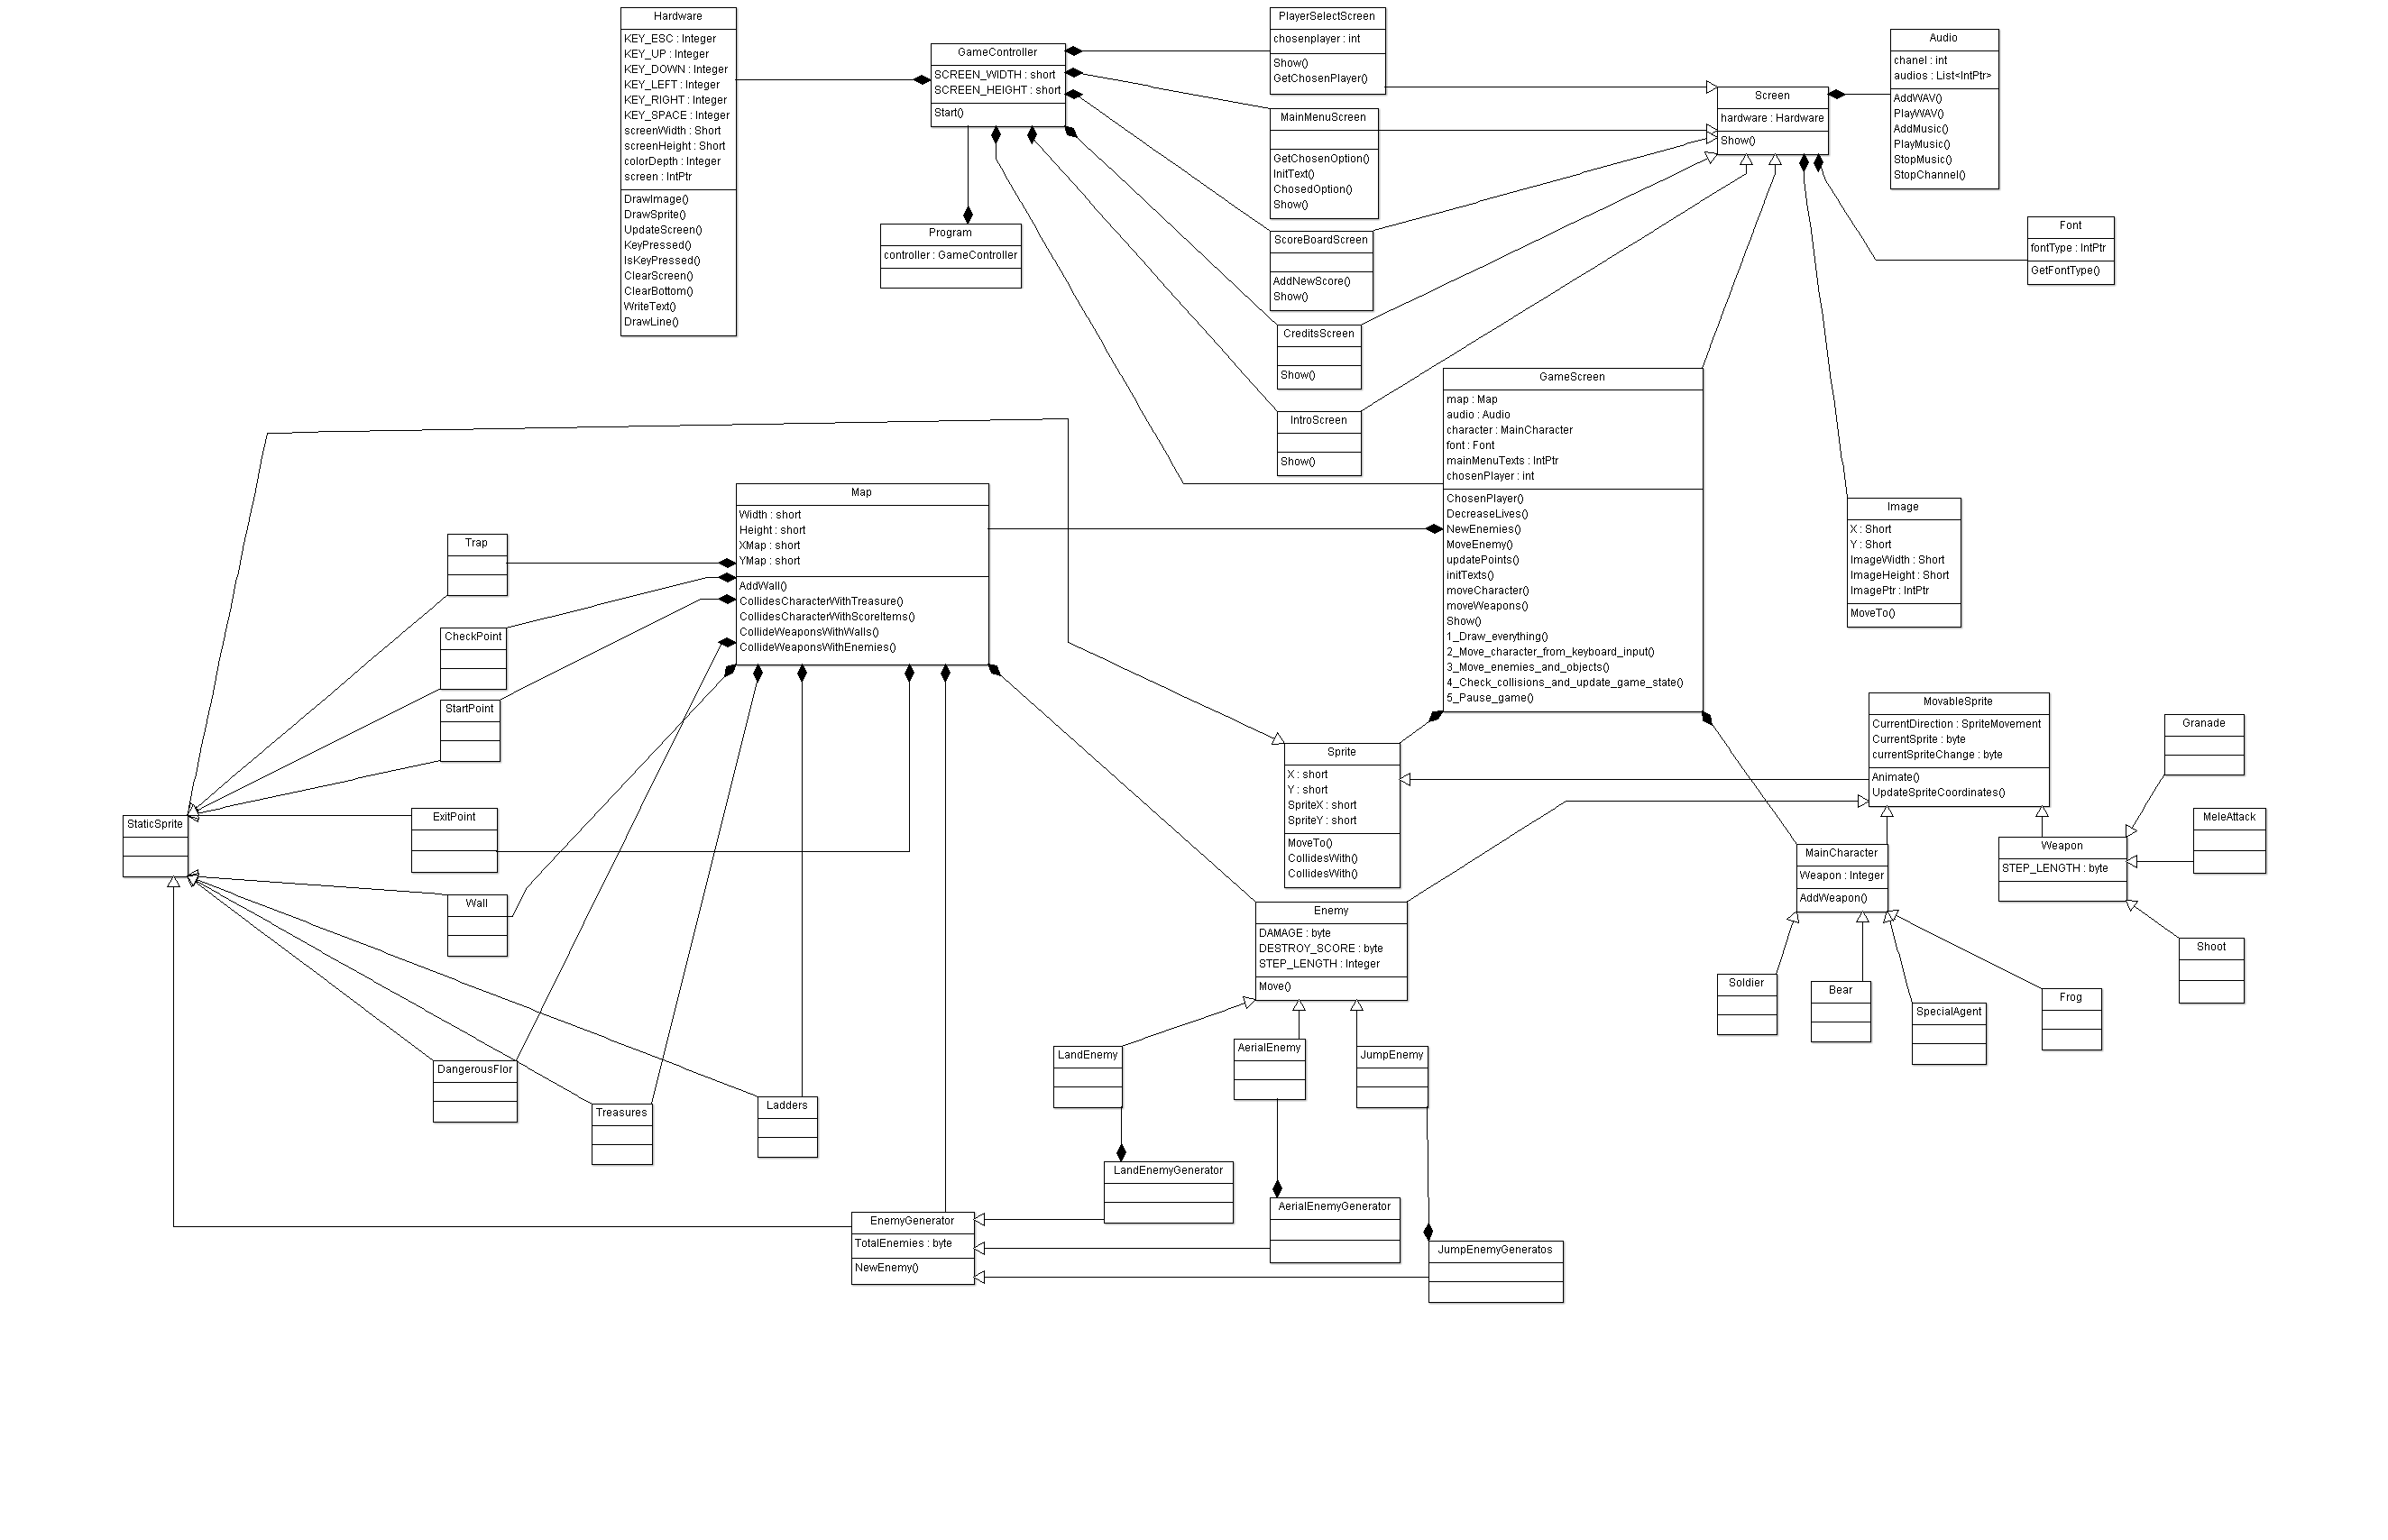 Hardware
KEY_ESC : Integer
KEY_UP : Integer
KEY_DOWN : Integer
KEY_LEFT : Integer
KEY_RIGHT : Integer
KEY_SPACE : Integer
screenWidth : Short
screenHeight : Short
colorDepth : Integer
screen : IntPtr
DrawImage()
DrawSprite()
UpdateScreen()
KeyPressed()
IsKeyPressed()
ClearScreen()
ClearBottom()
WriteText()
DrawLine()
GameController
SCREEN_WIDTH : short
SCREEN_HEIGHT : short
Start()
Program
controller : GameController
PlayerSelectScreen
chosenplayer : int
Show()
GetChosenPlayer()
MainMenuScreen
GetChosenOption()
InitText()
ChosedOption()
Show()
ScoreBoardScreen
AddNewScore()
Show()
CreditsScreen
Show()
IntroScreen
Show()
Screen
hardware : Hardware
Show()
Audio
chanel : int
audios : List<IntPtr>
AddWAV()
PlayWAV()
AddMusic()
PlayMusic()
StopMusic()
StopChannel()
Font
fontType : IntPtr
GetFontType()
GameScreen
map : Map
audio : Audio
character : MainCharacter
font : Font
mainMenuTexts : IntPtr
chosenPlayer : int
ChosenPlayer()
DecreaseLives()
NewEnemies()
MoveEnemy()
updatePoints()
initTexts()
moveCharacter()
moveWeapons()
Show()
1_Draw_everything()
2_Move_character_from_keyboard_input()
3_Move_enemies_and_objects()
4_Check_collisions_and_update_game_state()
5_Pause_game()
Image
X : Short
Y : Short
ImageWidth : Short
ImageHeight : Short
ImagePtr : IntPtr
MoveTo()
Map
Width : short
Height : short
XMap : short
YMap : short
AddWall()
CollidesCharacterWithTreasure()
CollidesCharacterWithScoreItems()
CollideWeaponsWithWalls()
CollideWeaponsWithEnemies()
Trap
CheckPoint
StartPoint
StaticSprite
ExitPoint
Wall
DangerousFlor
Treasures
Ladders
Sprite
X : short
Y : short
SpriteX : short
SpriteY : short
MoveTo()
CollidesWith()
CollidesWith()
MovableSprite
CurrentDirection : SpriteMovement
CurrentSprite : byte
currentSpriteChange : byte
Animate()
UpdateSpriteCoordinates()
Granade
MeleAttack
Weapon
STEP_LENGTH : byte
Shoot
MainCharacter
Weapon : Integer
AddWeapon()
Soldier
Bear
SpecialAgent
Frog
Enemy
DAMAGE : byte
DESTROY_SCORE : byte
STEP_LENGTH : Integer
Move()
LandEnemy
AerialEnemy
JumpEnemy
LandEnemyGenerator
AerialEnemyGenerator
JumpEnemyGeneratos
EnemyGenerator
TotalEnemies : byte
NewEnemy()